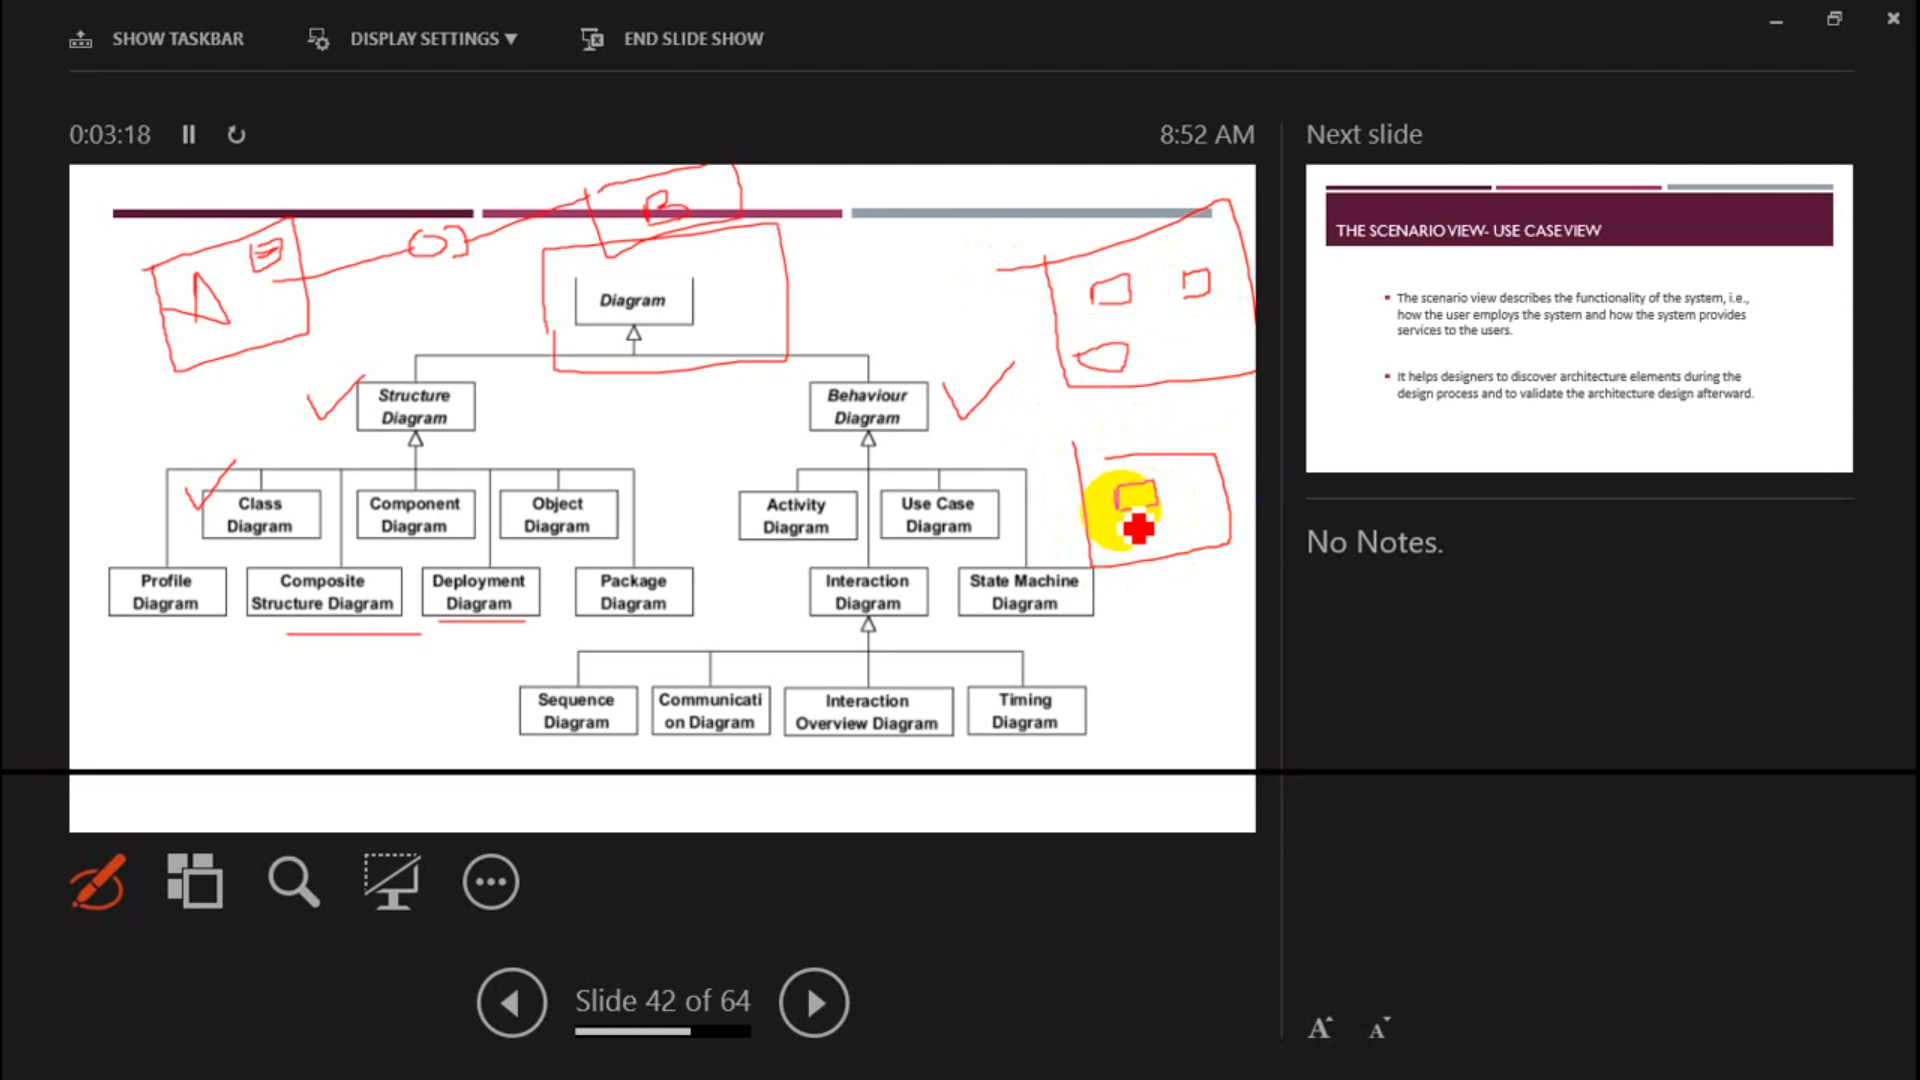 SHOW TASKBAR
DISPLAY SETTINGS ▼
END SLIDE SHOW
0:03:18
8:52 AM
Next slide
A
B
Diagram
Structure
Diagram
Behaviour
Diagram
Class
Diagram
Component
Diagram
Object
Diagram
Activity
Diagram
Use Case
Diagram
Profile
Diagram
Composite
Structure Diagram
Deployment
Diagram
Package
Diagram
Interaction
Diagram
State Machine
Diagram
Sequence
Diagram
Communicati
on Diagram
Interaction
Overview Diagram
Timing
Diagram
THE SCENARIO VIEW- USE CASE VIEW
▪ The scenario view describes the functionality of the system, i.e.,
how the user employs the system and how the system provides
services to the users.
▪ It helps designers to discover architecture elements during the
design process and to validate the architecture design afterward.
No Notes.
Slide 42 of 64
A A